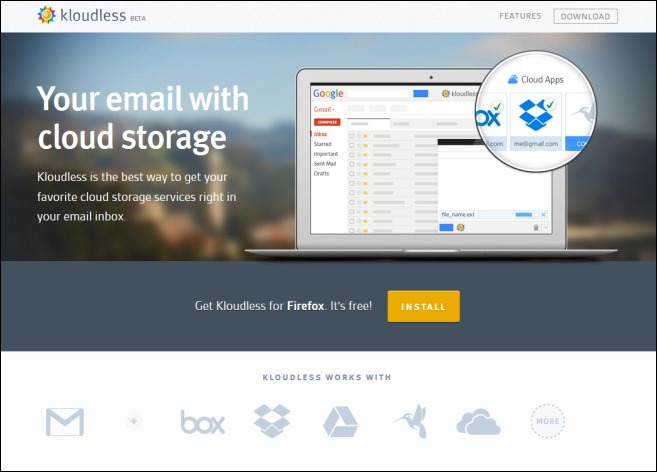 kloudless BETA
FEATURES
DOWNLOAD
Your email with
cloud storage
Kloudless is the best way to get your
favorite cloud storage services right in
your email inbox.
Google
kloudless
Gmail
COMPOSE
Inbox
Starred
Important
Sent Mail
Drafts
file_name.ext
Cloud Apps
ox
.com
me@gmail.com
CO
Get Kloudless for Firefox. It's free!
INSTALL
KLOUDLESS WORKS WITH
+
box
MORE